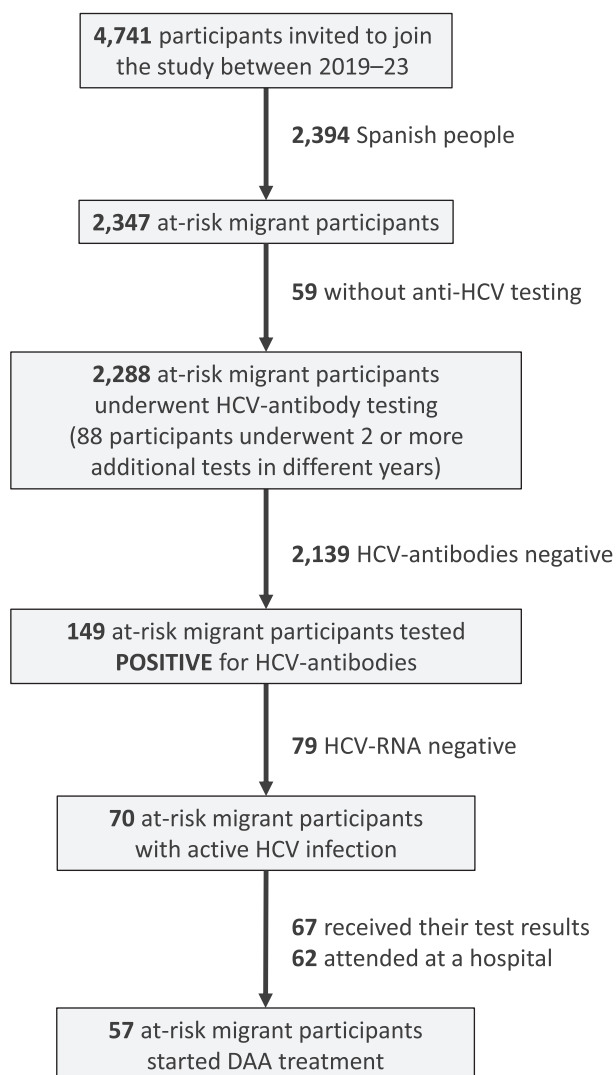 4,741 participants invited to join
the study between 2019–23
2,394 Spanish people
2,347 at-risk migrant participants
59 without anti-HCV testing
2,288 at-risk migrant participants
underwent HCV-antibody testing
(88 participants underwent 2 or more
additional tests in different years)
2,139 HCV-antibodies negative
149 at-risk migrant participants tested
POSITIVE for HCV-antibodies
79 HCV-RNA negative
70 at-risk migrant participants
with active HCV infection
67 received their test results
62 attended at a hospital
57 at-risk migrant participants
started DAA treatment